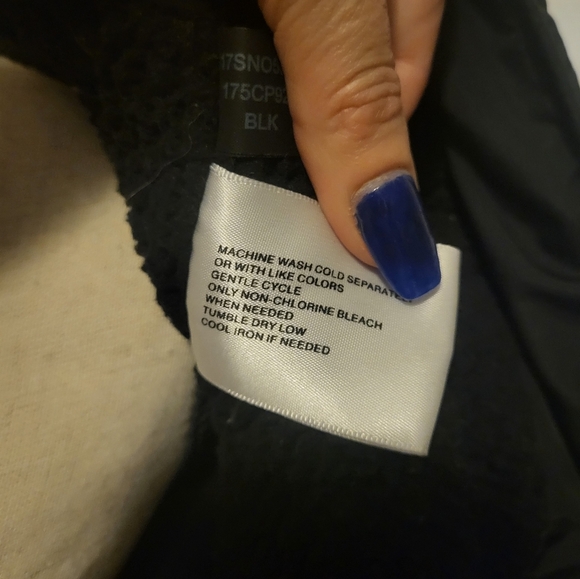 BLK
MACHINE WASH COLD SEPARATELY
OR WITH LIKE COLORS
GENTLE CYCLE
ONLY NON-CHLORINE BLEACH
WHEN NEEDED
TUMBLE DRY LOW
COOL IRON IF NEEDED